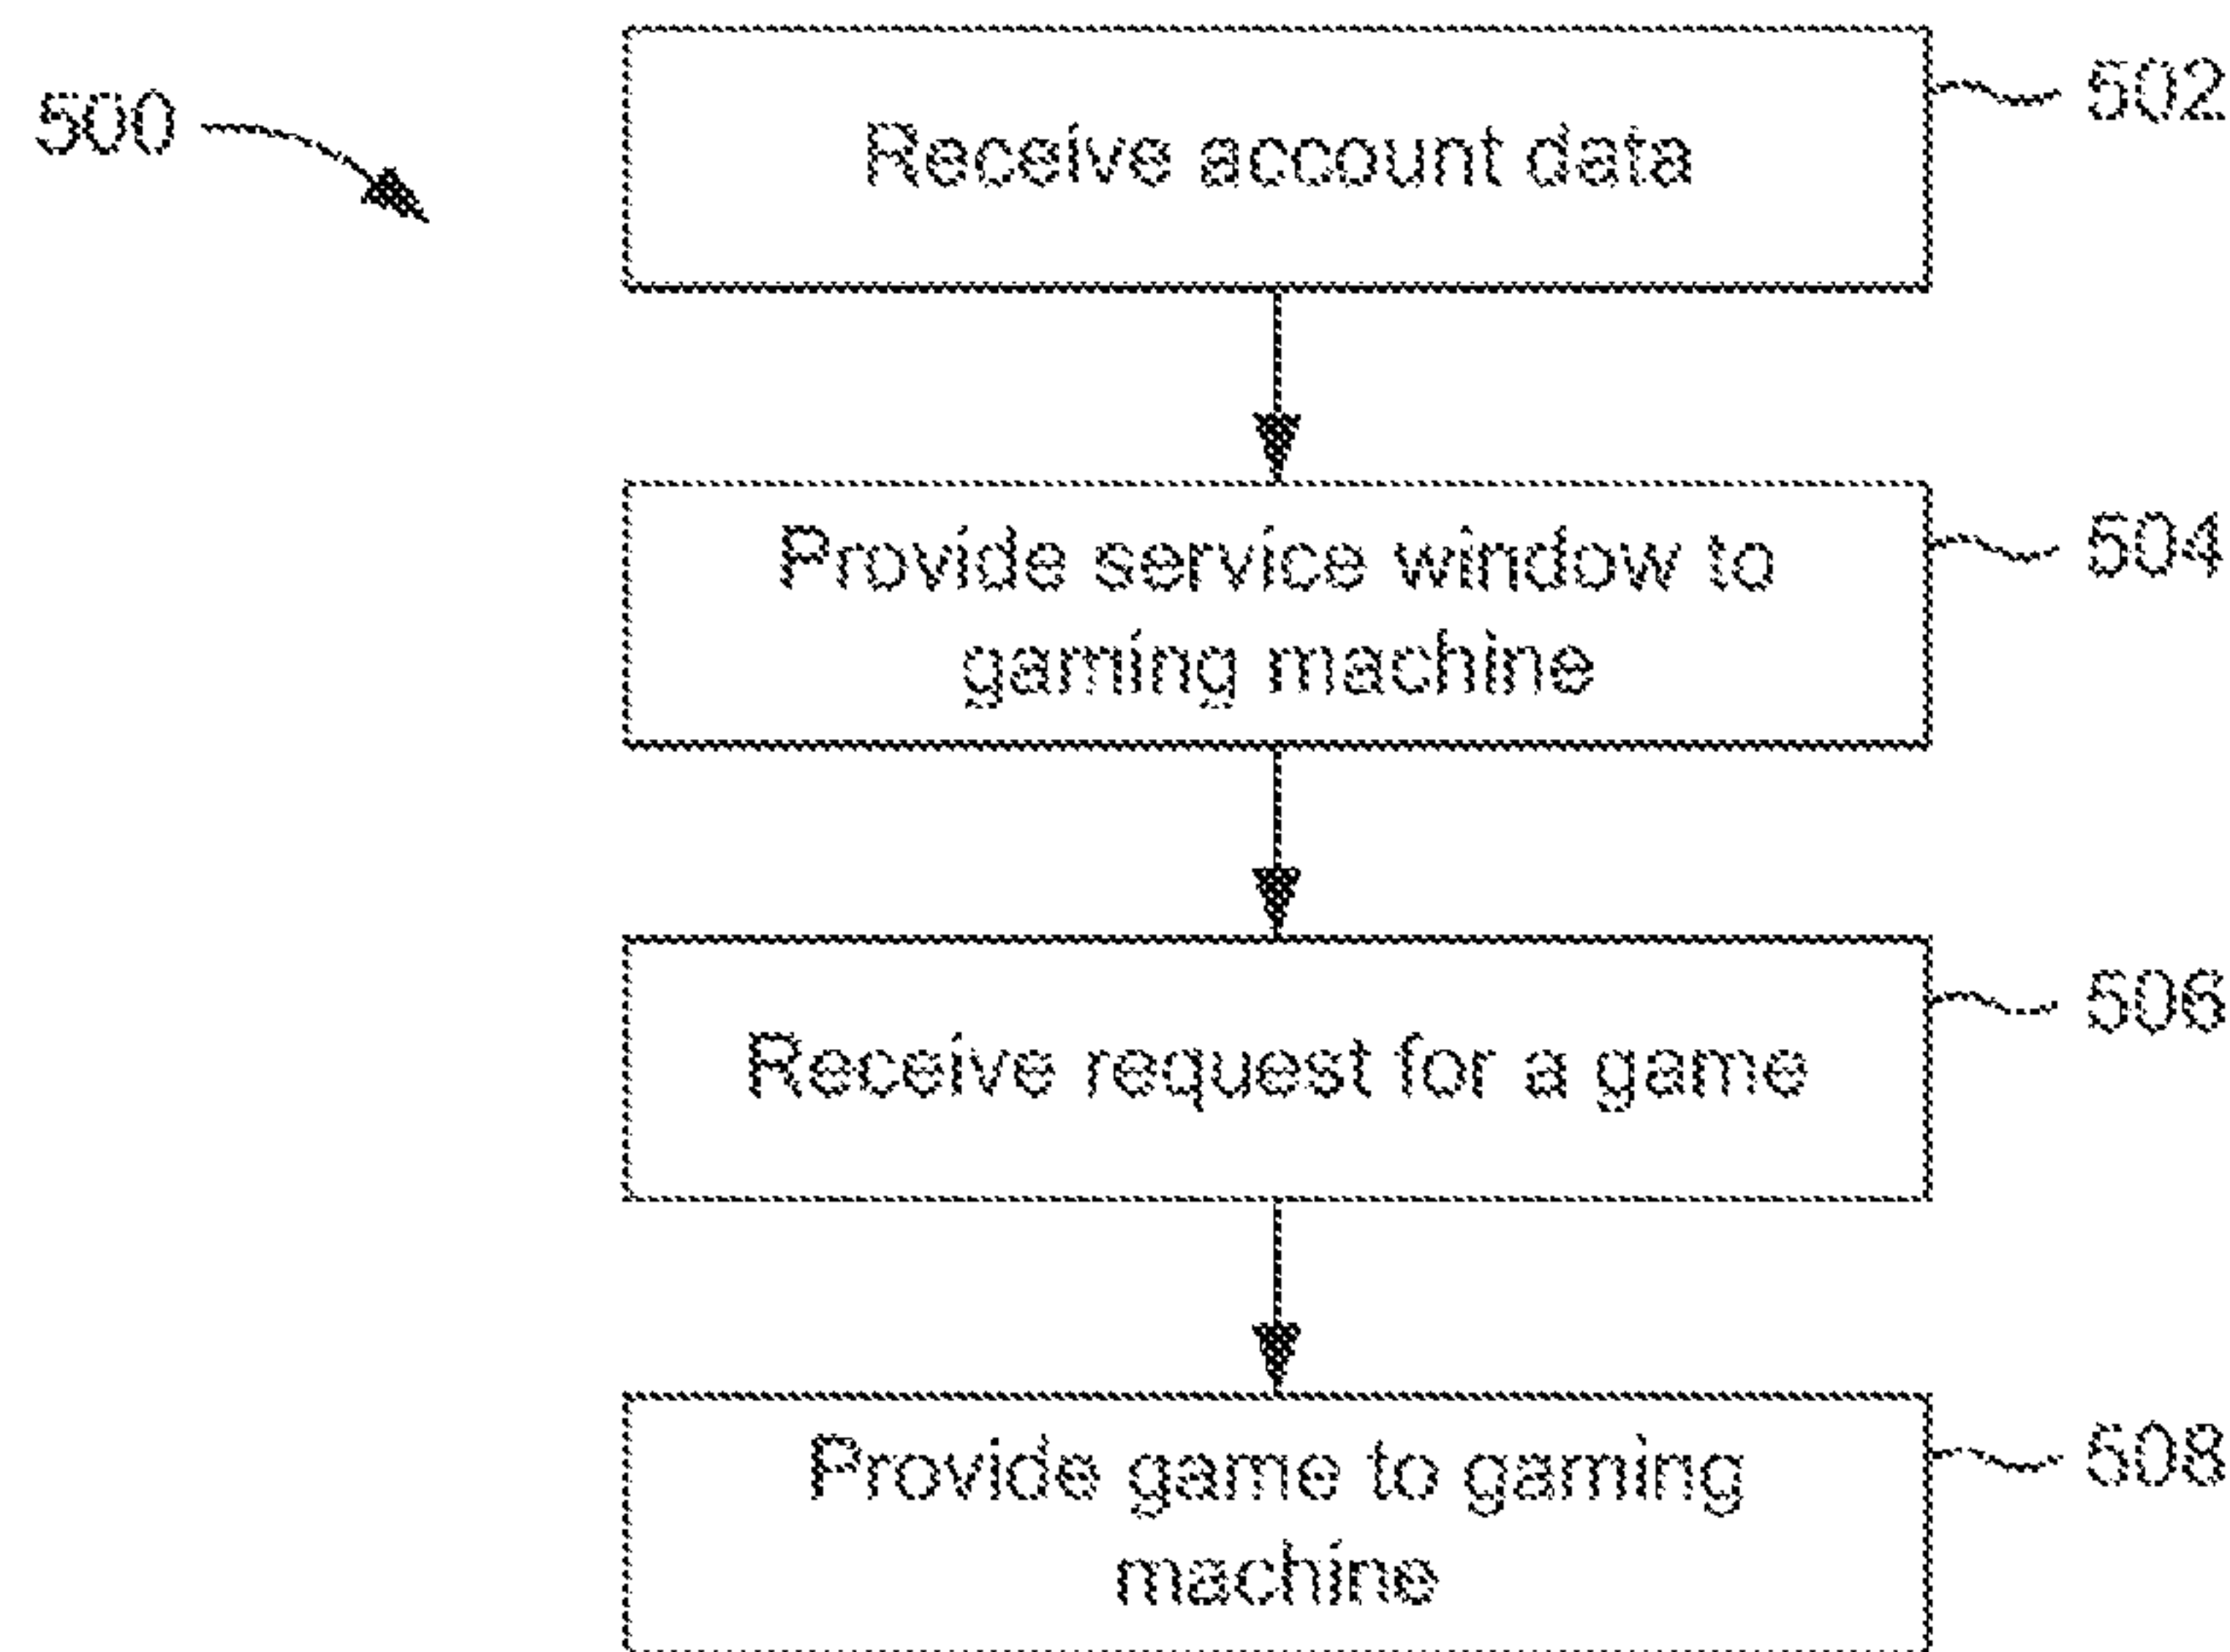 500
502
Receive account data
504
Provide service window to
gaming machine
506
Receive request for a game
508
Provide game to gaming
machine